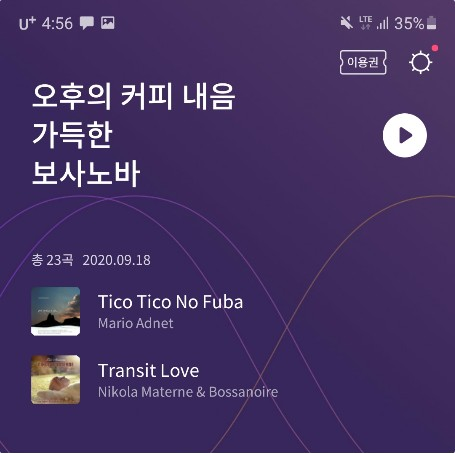 U+ 4:56 LTE 35%
이용권
오후의 커피 내음
가득한
보사노바
총 23곡 2020.09.18
Tico Tico No Fuba
Mario Adnet
Transit Love
Nikola Materne & Bossanoire